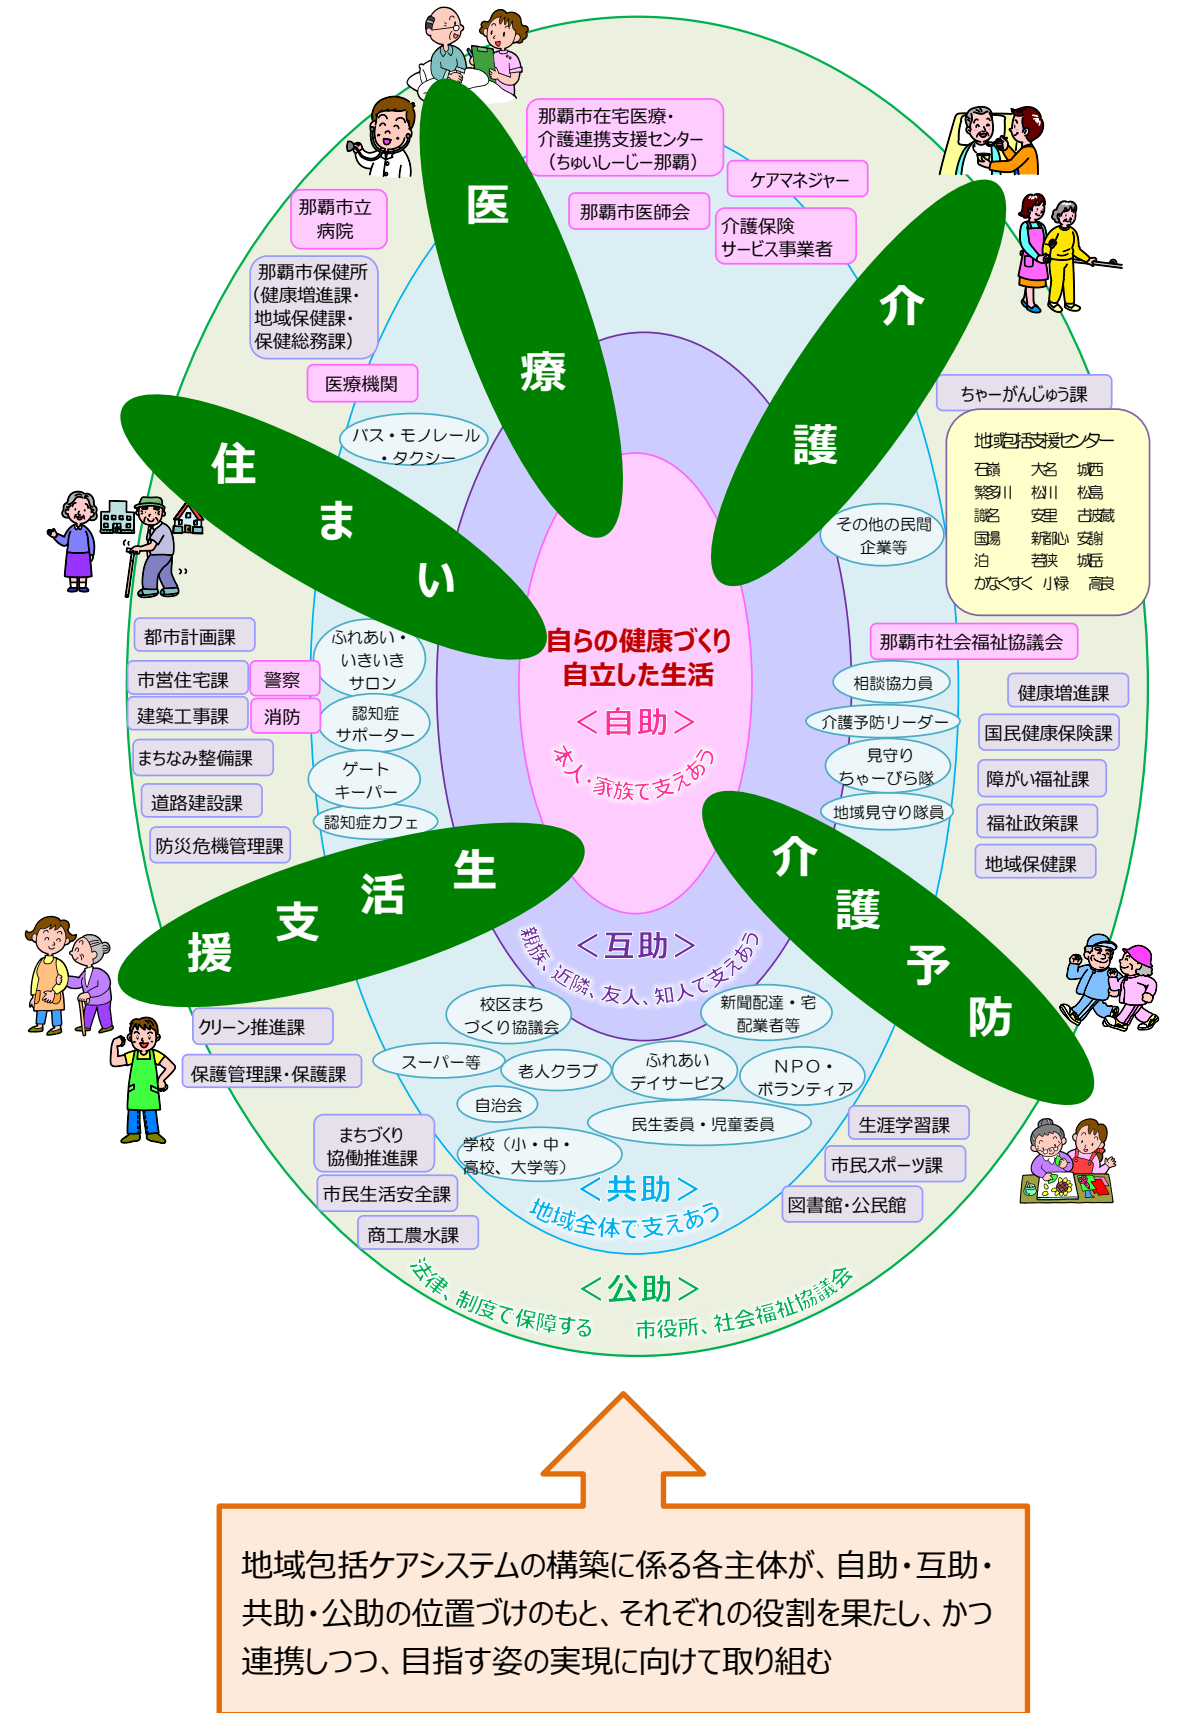 医療
介護
住まい
生活支援
介護予防
那覇市在宅医療・
介護連携支援センター
（ちゅいしーじー那覇）
ケアマネジャー
那覇市医師会
介護保険
サービス事業者
那覇市立
病院
那覇市保健所
（健康増進課・
地域保健課・
保健総務課）
医療機関
バス・モノレール
・タクシー
ちゃーがんじゅう課
地域包括支援センター
石嶺 大名 城西
繁多川 松川 松島
識名 安里 古波蔵
国場 新都心 安謝
泊 若狭 城岳
かなぐすく 小禄 高良
その他の民間
企業等
自らの健康づくり
自立した生活
＜自助＞
本人・家族で支えあう
都市計画課
市営住宅課
警察
建築工事課
消防
まちなみ整備課
道路建設課
防災危機管理課
ふれあい・
いきいき
サロン
認知症
サポーター
ゲート
キーパー
認知症カフェ
那覇市社会福祉協議会
相談協力員
介護予防リーダー
見守り
ちゃーびら隊
地域見守り隊員
健康増進課
国民健康保険課
障がい福祉課
福祉政策課
地域保健課
＜互助＞
親族、近隣、友人、知人で支えあう
クリーン推進課
保護管理課・保護課
校区まち
づくり協議会
新聞配達・宅
配業者等
スーパー等
老人クラブ
ふれあい
デイサービス
ＮＰＯ・
ボランティア
自治会
民生委員・児童委員
学校（小・中・
高校、大学等）
まちづくり
協働推進課
市民生活安全課
商工農水課
生涯学習課
市民スポーツ課
図書館・公民館
＜共助＞
地域全体で支えあう
＜公助＞
法律、制度で保障する　市役所、社会福祉協議会
地域包括ケアシステムの構築に係る各主体が、自助・互助・
共助・公助の位置づけのもと、それぞれの役割を果たし、かつ
連携しつつ、目指す姿の実現に向けて取り組む